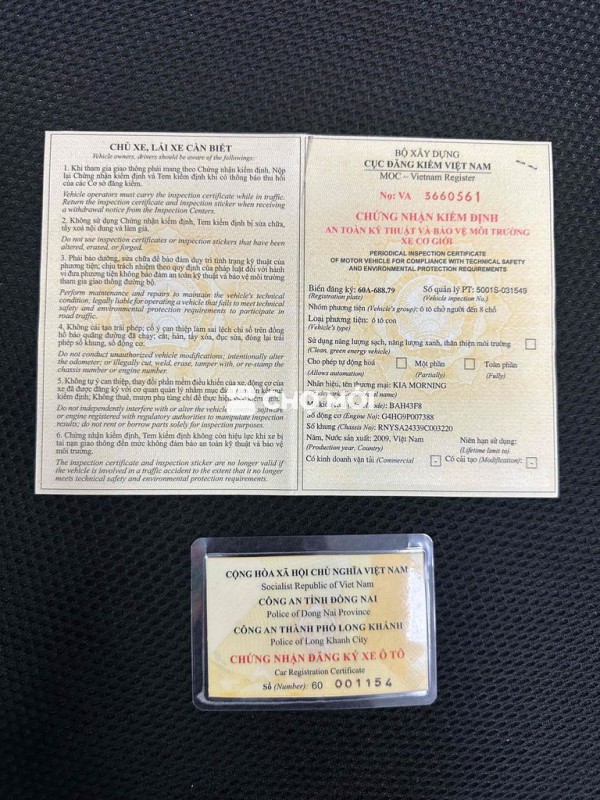 CHỦ XE, LÁI XE CẦN BIẾT
Vehicle owners, drivers should be aware of the followings:
1. Khi tham gia giao thông phải mang theo Chứng nhận kiểm định. Nộp
lại Chứng nhận kiểm định và Tem kiểm định khi có thông báo thu hồi
của các Cơ sở đăng kiểm.
Vehicle operators must carry the inspection certificate while in traffic.
Return the inspection certificate and inspection sticker when receiving
a withdrawal notice from the Inspection Centers.
2. Không sử dụng Chứng nhận kiểm định, Tem kiểm định bị sửa chữa,
tẩy xoá nội dung và làm giả.
Do not use inspection certificates or inspection stickers that have been
altered, erased, or forged.
3. Phải bảo dưỡng, sửa chữa để bảo đảm duy trì tình trạng kỹ thuật của
phương tiện; chịu trách nhiệm theo quy định của pháp luật đối với hành
vi đưa phương tiện không bảo đảm an toàn kỹ thuật và bảo vệ môi trường
tham gia giao thông đường bộ.
Perform maintenance and repairs to maintain the vehicle's technical
condition, legally liable for operating a vehicle that fails to meet technical
safety and environmental protection requirements to participate in
road traffic.
4. Không cải tạo trái phép; cố ý can thiệp làm sai lệch chỉ số trên đồng
hồ báo quãng đường đã chạy; cắt, hàn, tẩy xóa, đục sửa, đóng lại trái
phép số khung, số động cơ.
Do not conduct unauthorized vehicle modifications; intentionally alter
the odometer; or illegally cut, weld, erase, tamper with, or re-stamp the
chassis number or engine number.
5. Không tự ý can thiệp, thay đổi phần mềm điều khiển của xe, động cơ của
xe đã được đăng ký với cơ quan quản lý nhằm mục đích
kiểm định; Không thuê, mượn phụ tùng chỉ để thực hiện
Do not independently interfere with or alter the vehicle
or engine registered with regulatory authorities to manipulate inspection
results; do not rent or borrow parts solely for inspection purposes.
6. Chứng nhận kiểm định, Tem kiểm định không còn hiệu lực khi xe bị
tai nạn giao thông đến mức không đảm bảo an toàn kỹ thuật và bảo vệ
môi trường.
The inspection certificate and inspection sticker are no longer valid if
the vehicle is involved in a traffic accident to the extent that it no longer
meets technical safety and environmental protection requirements.
BỘ XÂY DỰNG
CỤC ĐĂNG KIỂM VIỆT NAM
MOC – Vietnam Register
No: VA 3660561
CHỨNG NHẬN KIỂM ĐỊNH
AN TOÀN KỸ THUẬT VÀ BẢO VỆ MÔI TRƯỜNG
XE CƠ GIỚI
PERIODICAL INSPECTION CERTIFICATE
OF MOTOR VEHICLE FOR COMPLIANCE WITH TECHNICAL SAFETY
AND ENVIRONMENTAL PROTECTION REQUIREMENTS
Biển đăng ký: 60A-688.79 Số quản lý PT: 5001S-031549
(Registration plate) (Vehicle inpection No.)
Nhóm phương tiện (Vehicle's group): ô tô chở người đến 8 chỗ
Loại phương tiện: ô tô con
(Vehicle's type)
Sử dụng năng lượng sạch, năng lượng xanh, thân thiện môi trường
(Clean, green energy vehicle)
Cho phép tự động hoá Một phần Toàn phần
(Allows automation) (Partially) (Fully)
Nhãn hiệu, tên thương mại: KIA MORNING
CHỢ MỚI
BAH43F8
Số động cơ (Engine No): G4HG9P007388
Số khung (Chassis No): RNYSA24339C003220
Năm, Nước sản xuất: 2009, Việt Nam Niên hạn sử dụng:
(Production year, Country) (Lifetime limit to)
Có kinh doanh vận tải (Commercial - Có cải tạo (Modification): -
CỘNG HÒA XÃ HỘI CHỦ NGHĨA VIỆT NAM
Socialist Republic of Viet Nam
CÔNG AN TỈNH ĐỒNG NAI
Police of Dong Nai Province
CÔNG AN THÀNH PHỐ LONG KHÁNH
Police of Long Khanh City
CHỨNG NHẬN ĐĂNG KÝ XE Ô TÔ
Car Registration Certificate
Số (Number): 60 001154